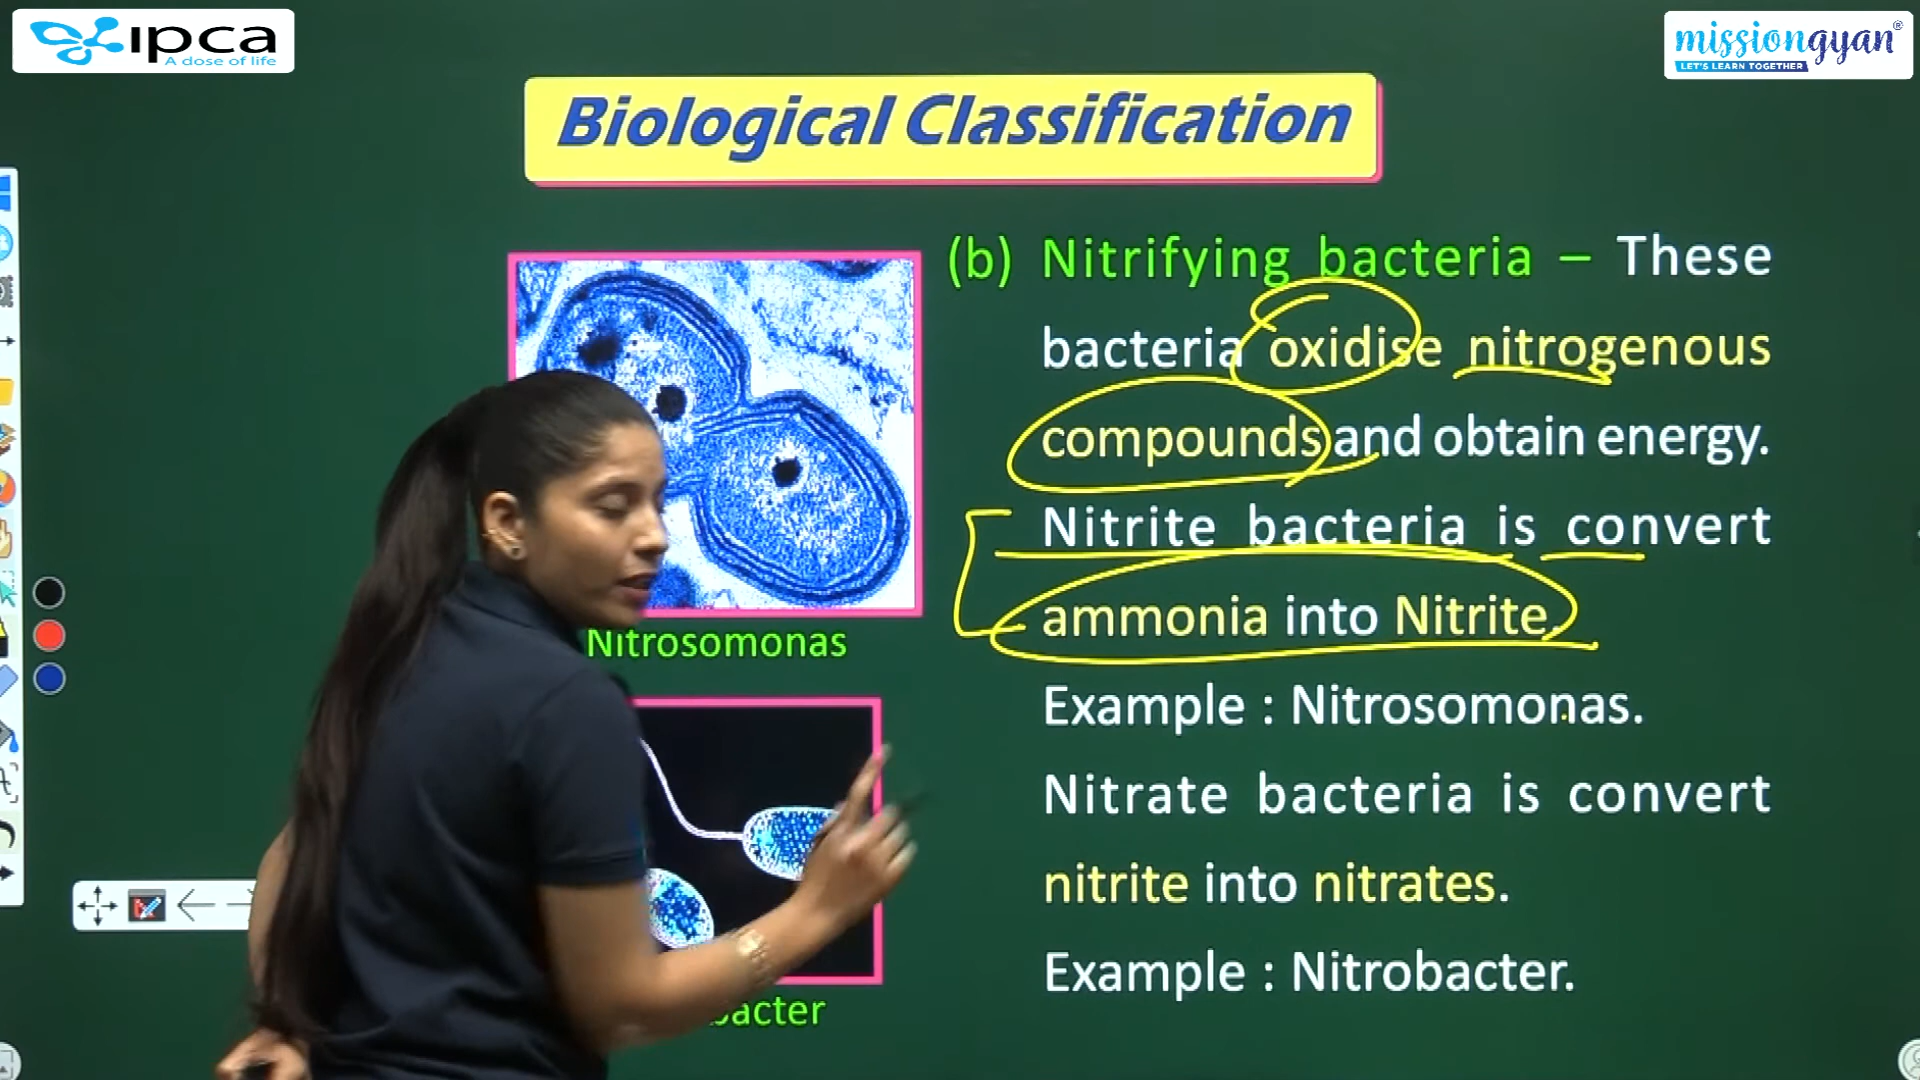 ipca
A dose of life
missiongyan®
LET'S LEARN TOGETHER
Biological Classification
(b) Nitrifying bacteria – These
bacteria oxidise nitrogenous
compounds and obtain energy.
Nitrite bacteria is convert
ammonia into Nitrite.
Example : Nitrosomonas.
Nitrate bacteria is convert
nitrite into nitrates.
Example : Nitrobacter.
Nitrosomonas
bacter